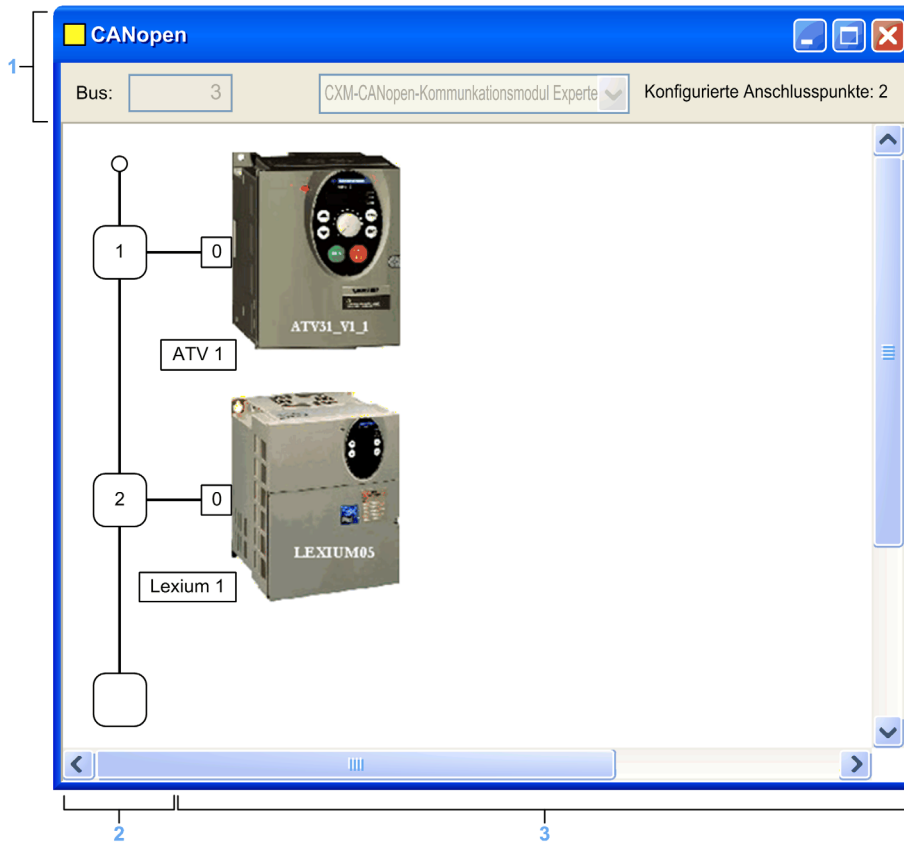 CANopen
1
Bus:
3
CXM-CANopen-Kommunkationsmodul Experte
Konfigurierte Anschlusspunkte: 2
1
0
ATV31_V1_1
ATV 1
2
0
LEXIUM05
Lexium 1
2
3